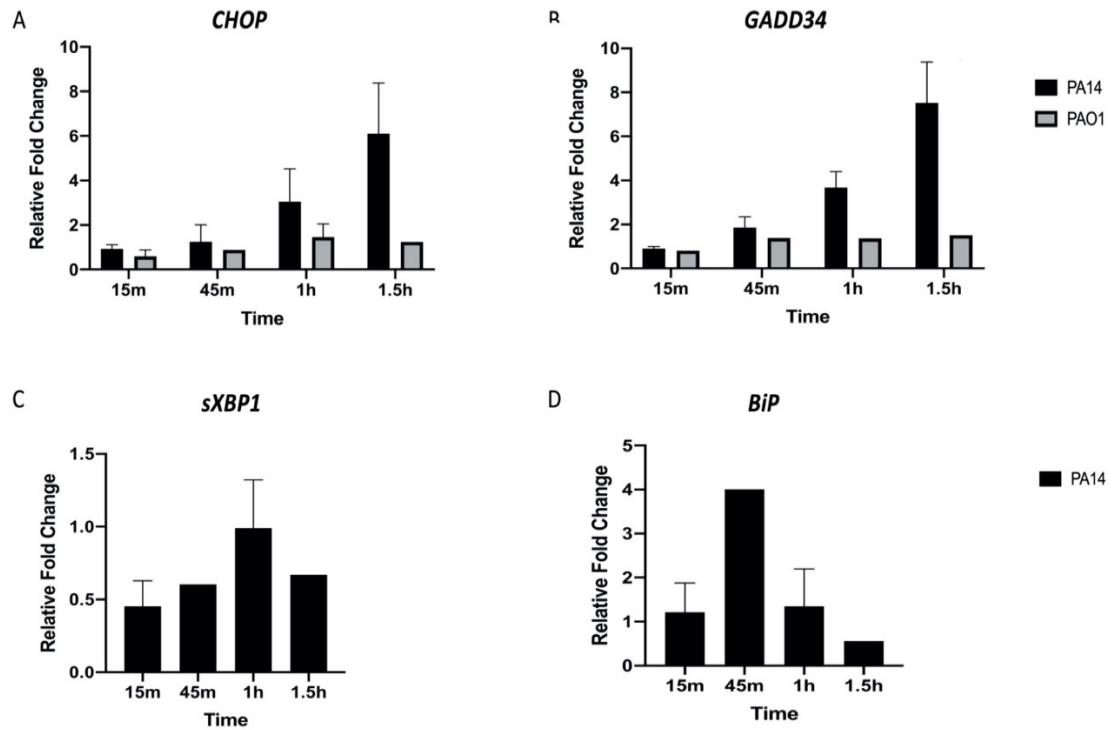 A
CHOP
10
8
6
4
2
0
Relative Fold Change
15m 45m 1h 1.5h
Time
GADD34
10
8
6
4
2
0
Relative Fold Change
15m 45m 1h 1.5h
Time
PA14
PAO1
C
sXBP1
1.5
1.0
0.5
0.0
Relative Fold Change
15m 45m 1h 1.5h
Time
D
BiP
5
4
3
2
1
0
Relative Fold Change
15m 45m 1h 1.5h
Time
PA14